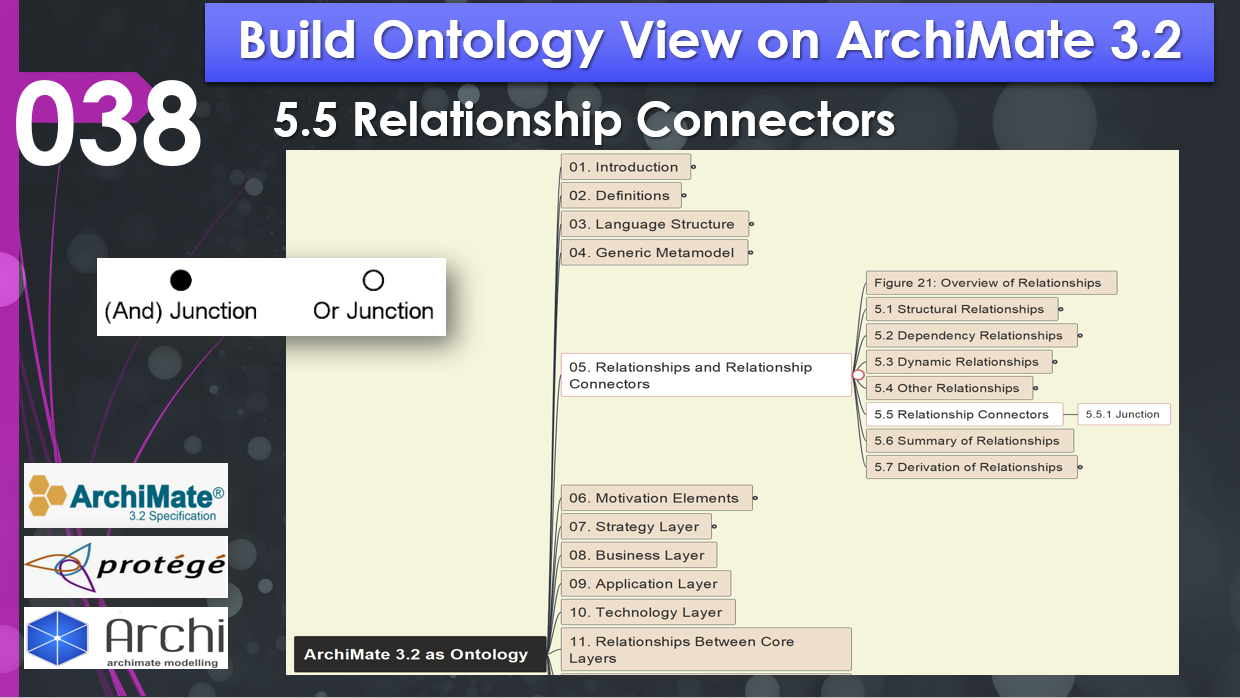 Build Ontology View on ArchiMate 3.2
038
5.5 Relationship Connectors
01. Introduction
02. Definitions
03. Language Structure
04. Generic Metamodel
(And) Junction
Or Junction
Figure 21: Overview of Relationships
5.1 Structural Relationships
5.2 Dependency Relationships
5.3 Dynamic Relationships
5.4 Other Relationships
05. Relationships and Relationship
Connectors
5.5 Relationship Connectors
5.5.1 Junction
5.6 Summary of Relationships
5.7 Derivation of Relationships
06. Motivation Elements
07. Strategy Layer
08. Business Layer
09. Application Layer
10. Technology Layer
11. Relationships Between Core
Layers
ArchiMate 3.2 as Ontology
ArchiMate®
3.2 Specification
protégé
Archi
archimate modelling